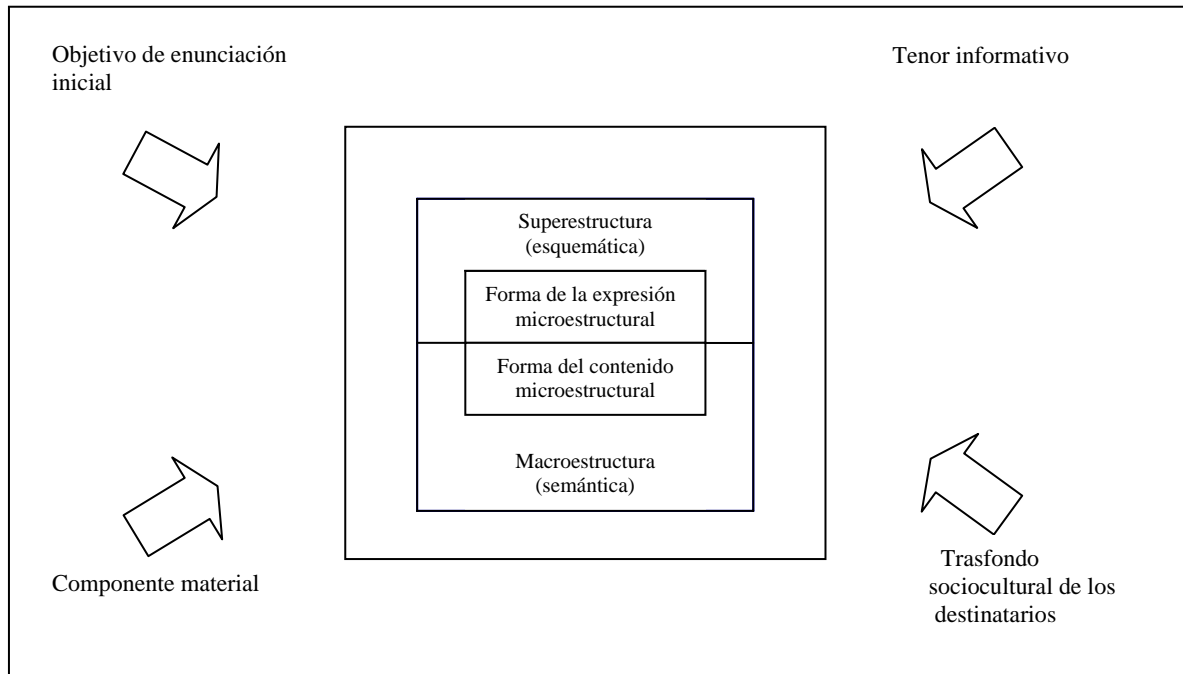 Objetivo de enunciación
inicial
Tenor informativo
Superestructura
(esquemática)
Forma de la expresión
microestructural
Forma del contenido
microestructural
Macroestructura
(semántica)
Componente material
Trasfondo
sociocultural de los
destinatarios